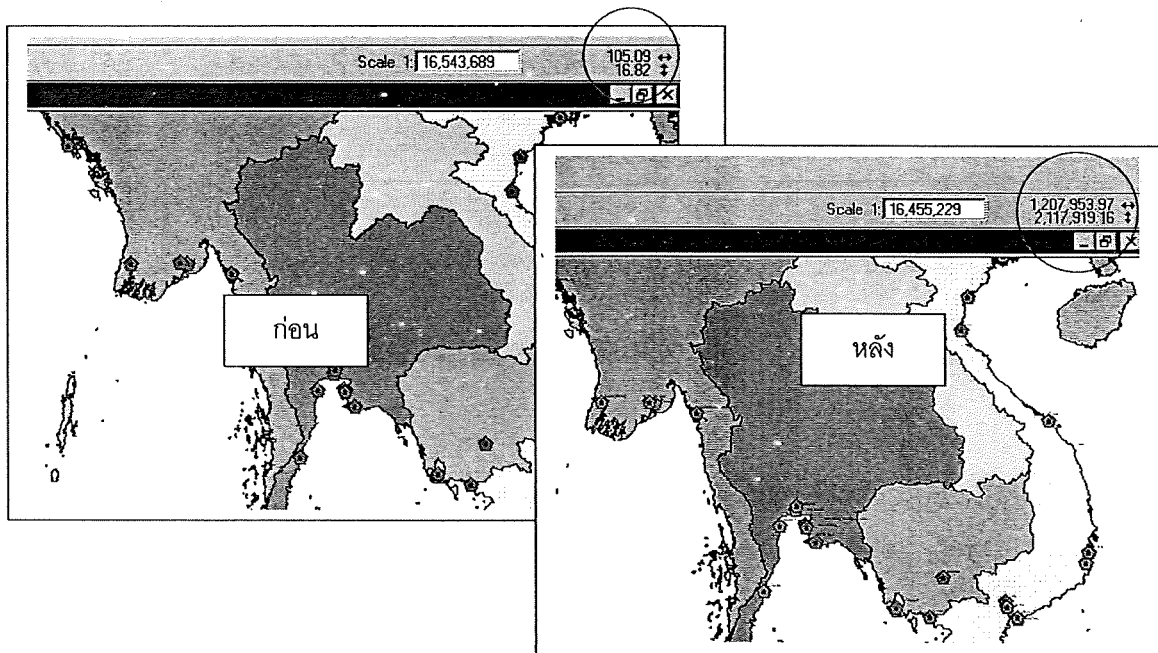 Scale 1: 16,543,689
105.09 ↔
16.82 ↕
ก่อน
Scale 1: 16,455,229
1,207,953.97 ↔
2,117,919.16 ↕
หลัง